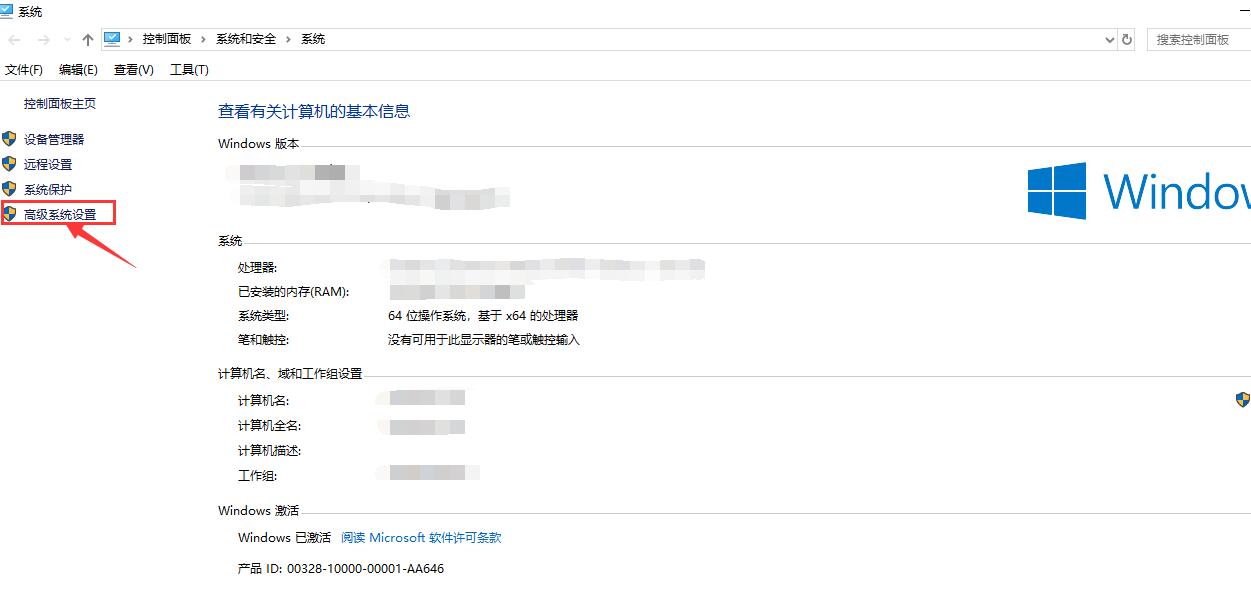 系统
控制面板 › 系统和安全 › 系统
搜索控制面板
文件(F) 编辑(E) 查看(V) 工具(T)
控制面板主页
设备管理器
远程设置
系统保护
高级系统设置
查看有关计算机的基本信息
Windows 版本
Window
系统
处理器:
已安装的内存(RAM):
系统类型: 64 位操作系统，基于 x64 的处理器
笔和触控: 没有可用于此显示器的笔或触控输入
计算机名、域和工作组设置
计算机名:
计算机全名:
计算机描述:
工作组:
Windows 激活
Windows 已激活 阅读 Microsoft 软件许可条款
产品 ID: 00328-10000-00001-AA646